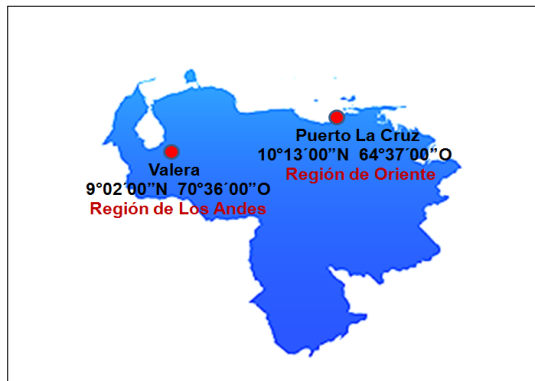 Puerto La Cruz
10°13´00”N  64°37´00”O
Región de Oriente
Valera
9°02´00”N  70°36´00”O
Región de Los Andes